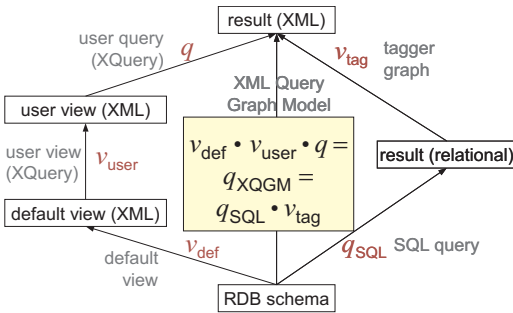 result (XML)
user query
(XQuery)
q
v_tag
tagger
graph
XML Query
Graph Model
user view (XML)
user view
(XQuery)
v_user
v_def • v_user • q =
q_XQGM =
q_SQL • v_tag
result (relational)
default view (XML)
default
view
v_def
q_SQL SQL query
RDB schema